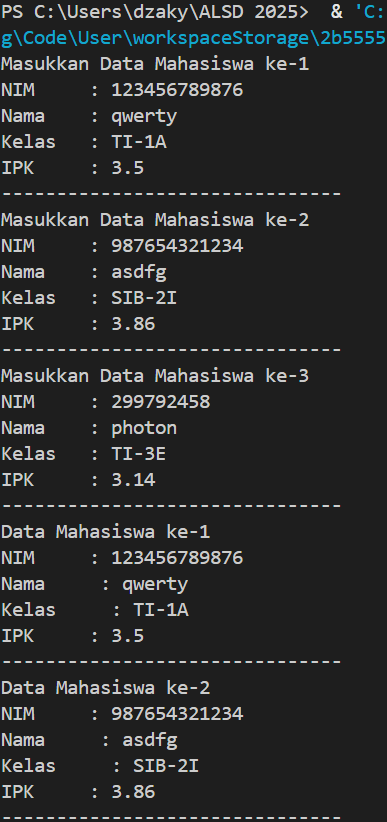 PS C:\Users\dzaky\ALSD 2025>  & 'C:
g\Code\User\workspaceStorage\2b5555
Masukkan Data Mahasiswa ke-1
NIM     : 123456789876
Nama    : qwerty
Kelas   : TI-1A
IPK     : 3.5
-------------------------------
Masukkan Data Mahasiswa ke-2
NIM     : 987654321234
Nama    : asdfg
Kelas   : SIB-2I
IPK     : 3.86
-------------------------------
Masukkan Data Mahasiswa ke-3
NIM     : 299792458
Nama    : photon
Kelas   : TI-3E
IPK     : 3.14
-------------------------------
Data Mahasiswa ke-1
NIM     : 123456789876
Nama     : qwerty
Kelas     : TI-1A
IPK     : 3.5
-------------------------------
Data Mahasiswa ke-2
NIM     : 987654321234
Nama     : asdfg
Kelas     : SIB-2I
IPK     : 3.86
-------------------------------